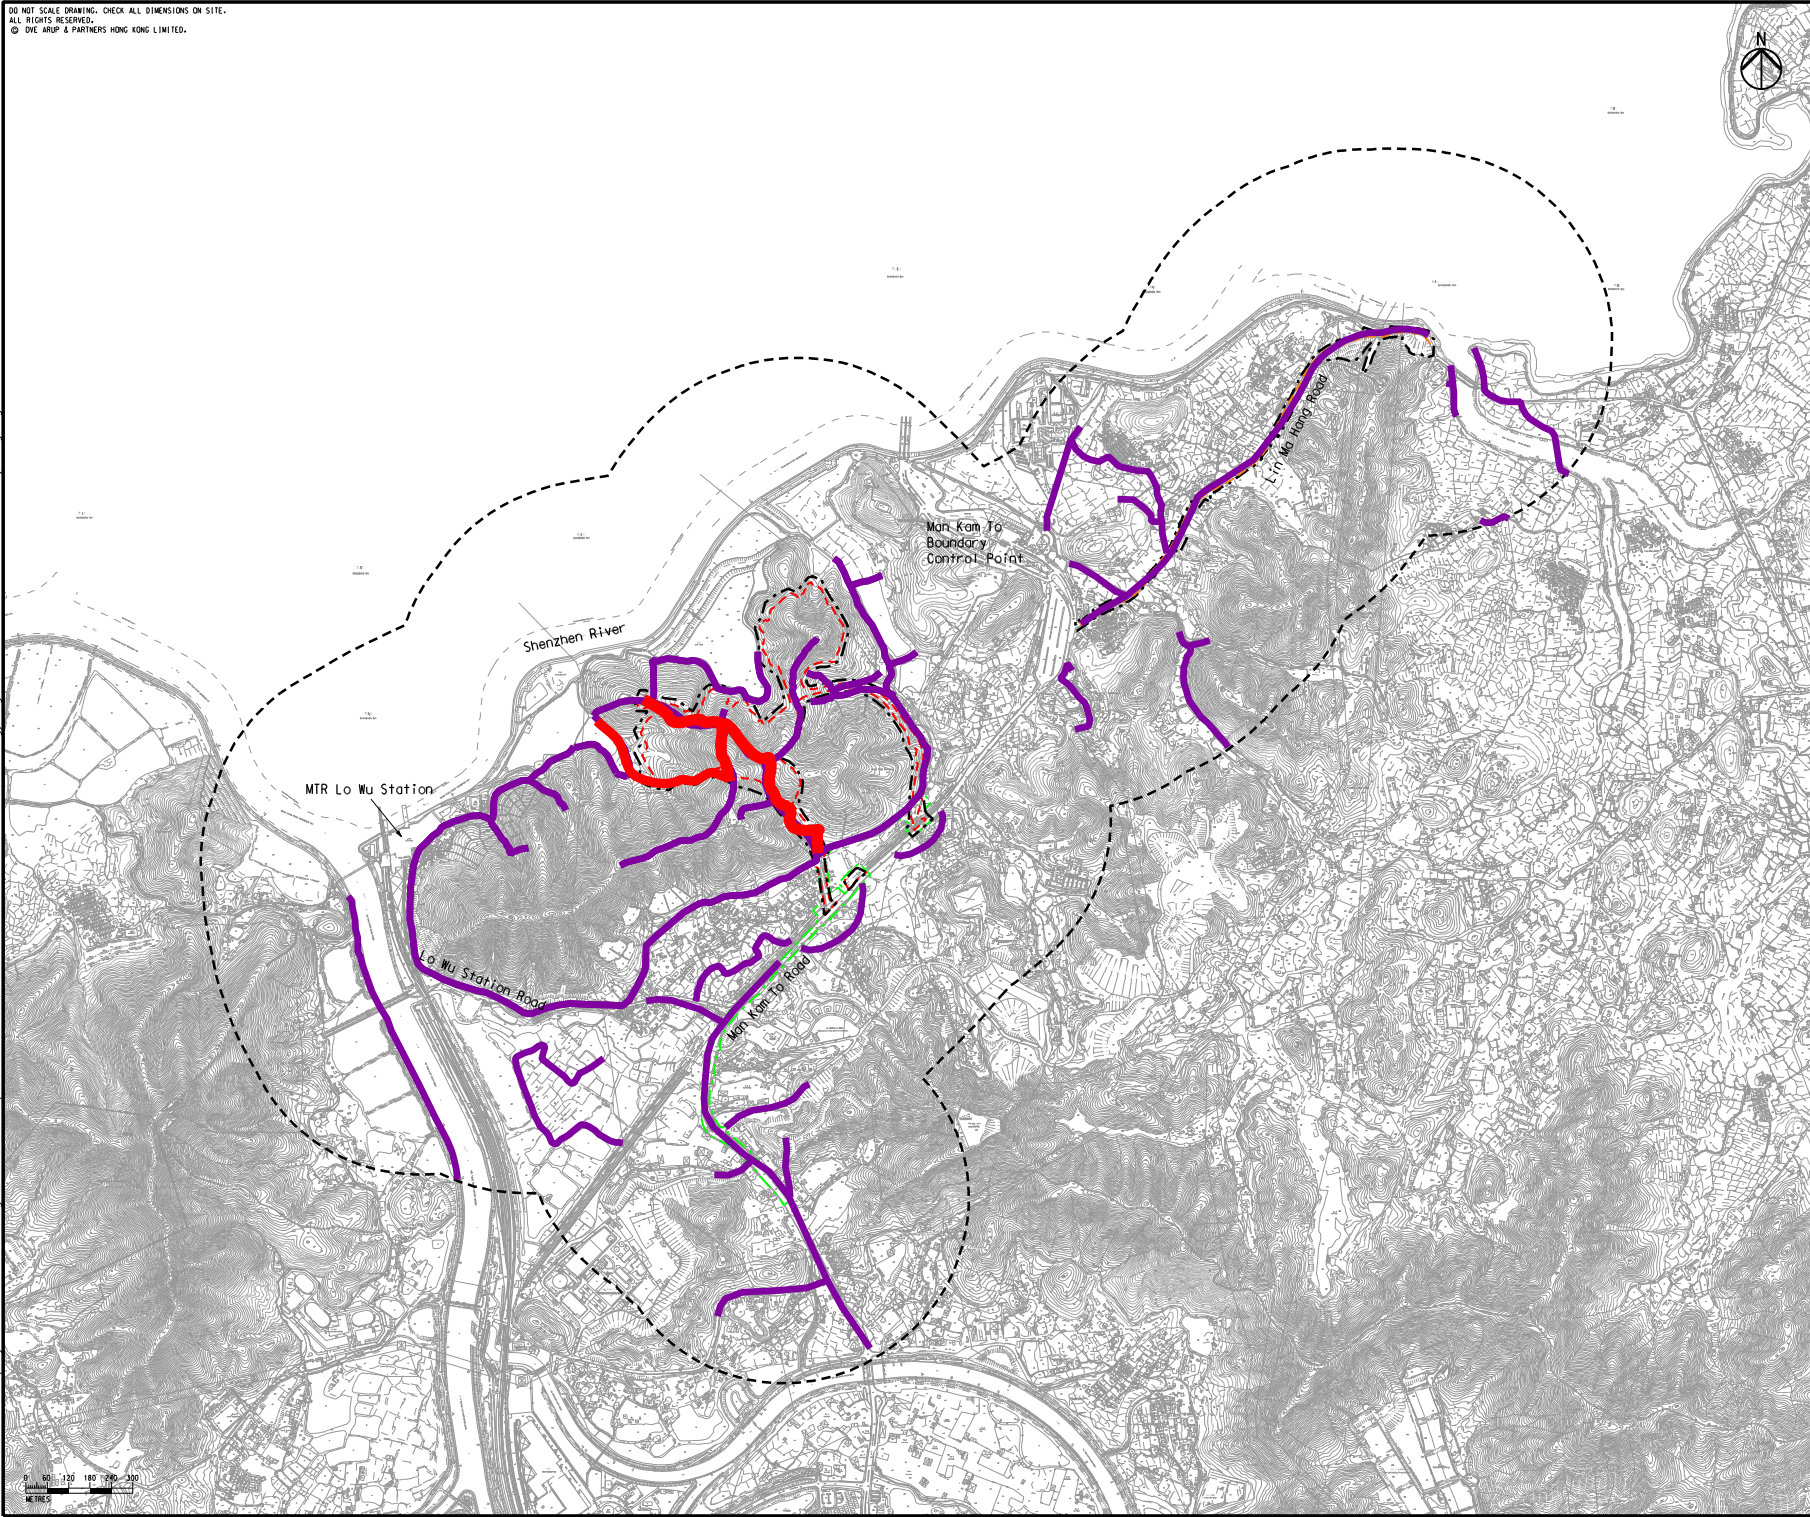 DO NOT SCALE DRAWING. CHECK ALL DIMENSIONS ON SITE.
ALL RIGHTS RESERVED.
© OVE ARUP & PARTNERS HONG KONG LIMITED.
N
Lin Ma Hang Road
Man Kam To
Boundary
Control Point
Shenzhen River
MTR Lo Wu Station
Lo Wu Station Road
Man Kam To Road
0 60 120 180 240 300
METRES